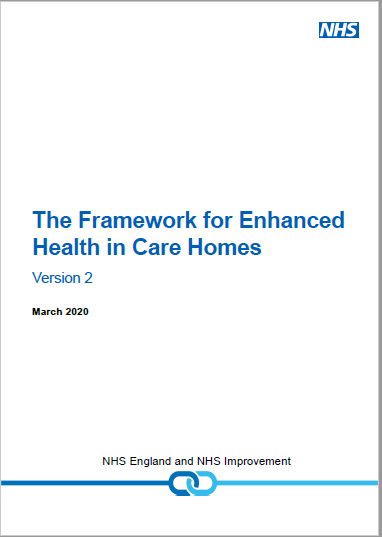 NHS
The Framework for Enhanced
Health in Care Homes
Version 2
March 2020
NHS England and NHS Improvement